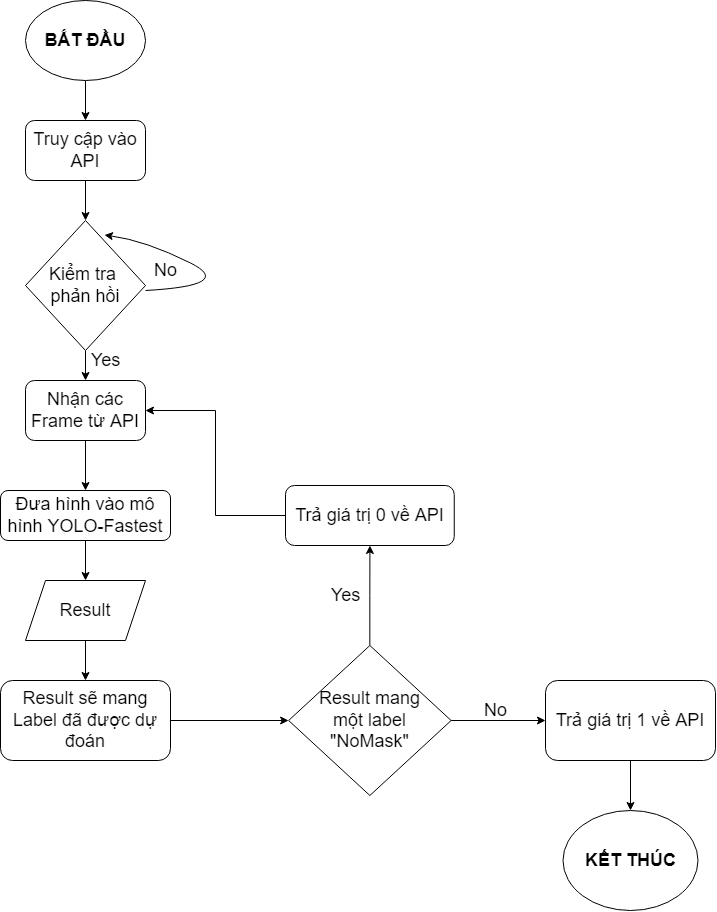 BẮT ĐẦU
Truy cập vào
API
Kiểm tra
phản hồi
No
Yes
Nhận các
Frame từ API
Đưa hình vào mô
hình YOLO-Fastest
Result
Result sẽ mang
Label đã được dự
đoán
Result mang
một label
"NoMask"
Yes
Trả giá trị 0 về API
No
Trả giá trị 1 về API
KẾT THÚC